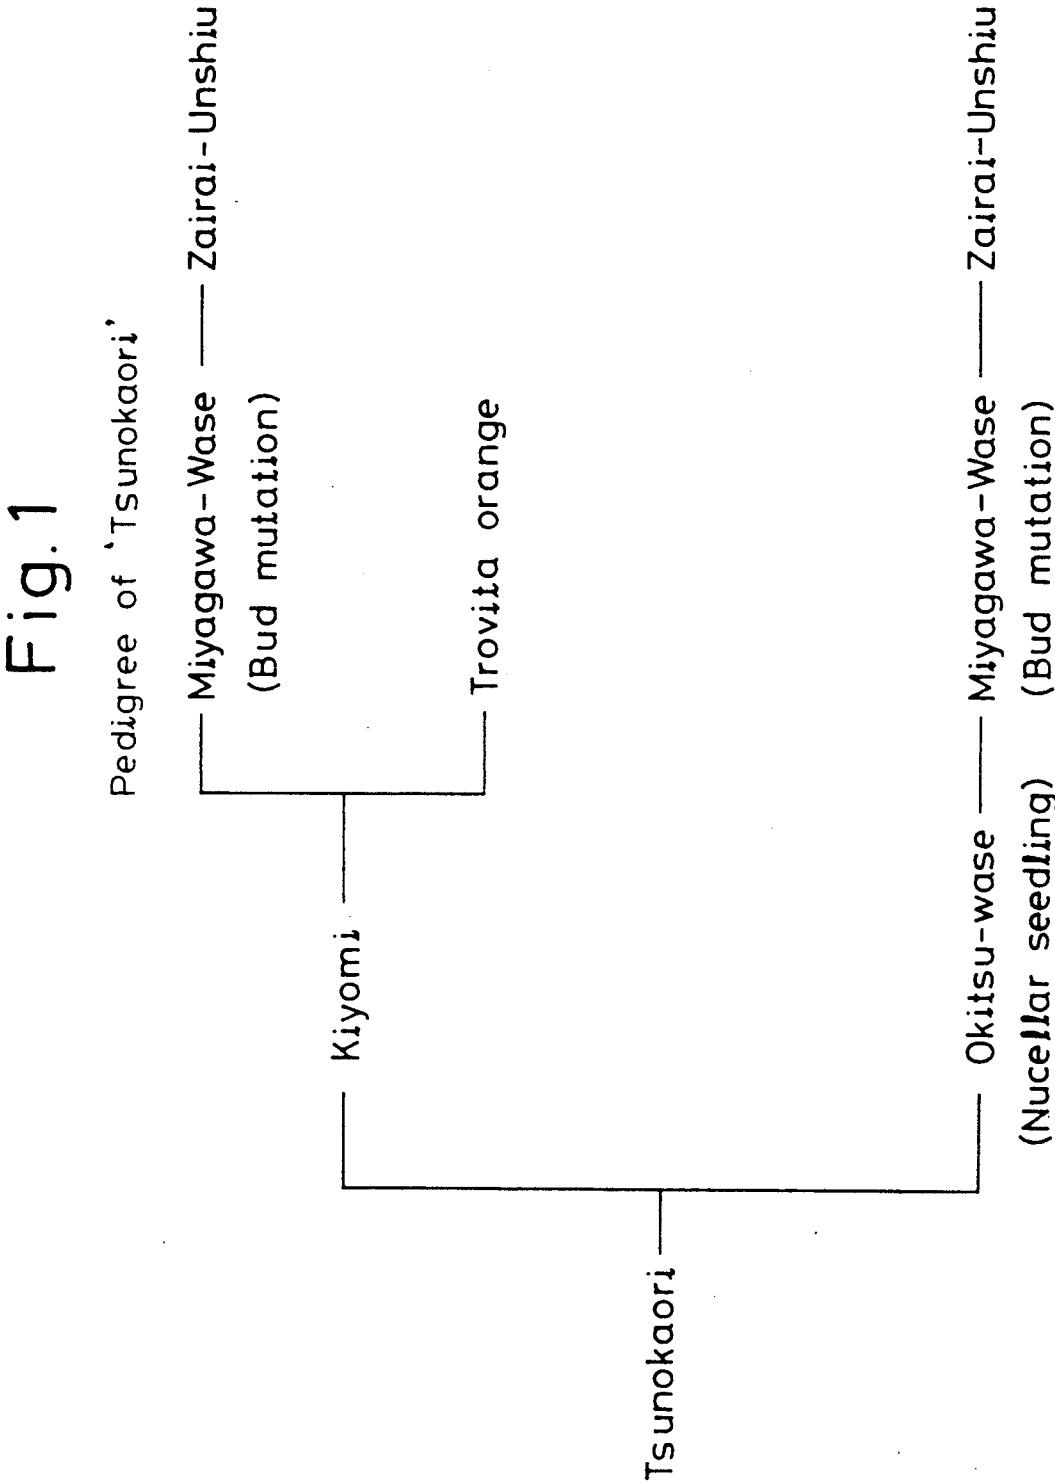 Fig. 1
Pedigree of 'Tsunokaori'
Miyagawa-Wase — Zairai-Unshiu
(Bud mutation)
Kiyomi
Trovita orange
Tsunokaori
Okitsu-wase — Miyagawa-Wase — Zairai-Unshiu
(Nucellar seedling) (Bud mutation)